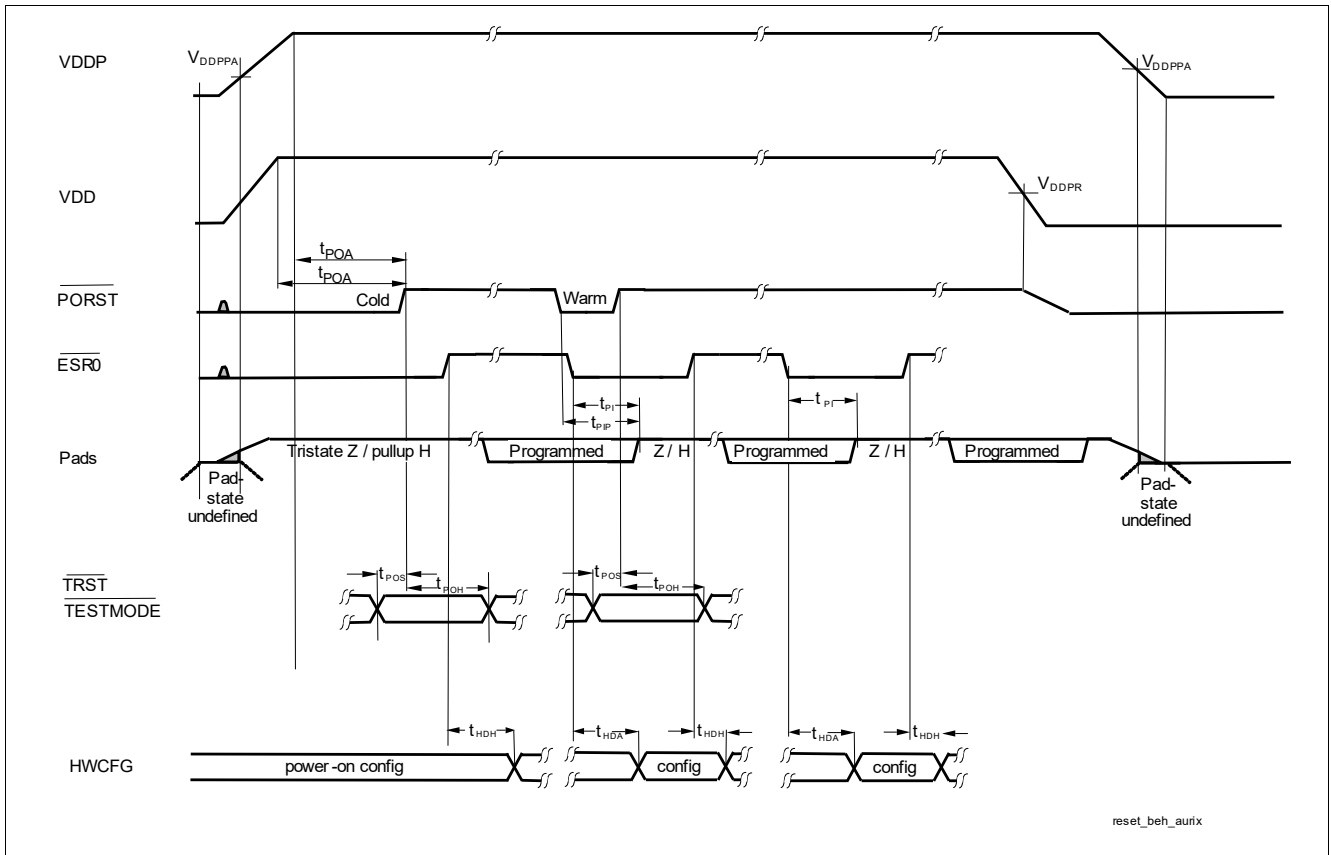 VDDP
VDDPPA
VDDPPA
VDD
VDDPR
tPOA
tPOA
PORST
Cold
Warm
ESR0
tPI
tPI
tPIP
Pads
Tristate Z / pullup H
Programmed
Z / H
Programmed
Z / H
Programmed
Pad-
state
undefined
Pad-
state
undefined
TRST
TESTMODE
tPOS
tPOH
tPOS
tPOH
HWCFG
tHDH
tHDA
tHDH
tHDA
tHDH
power-on config
config
config
reset_beh_aurix